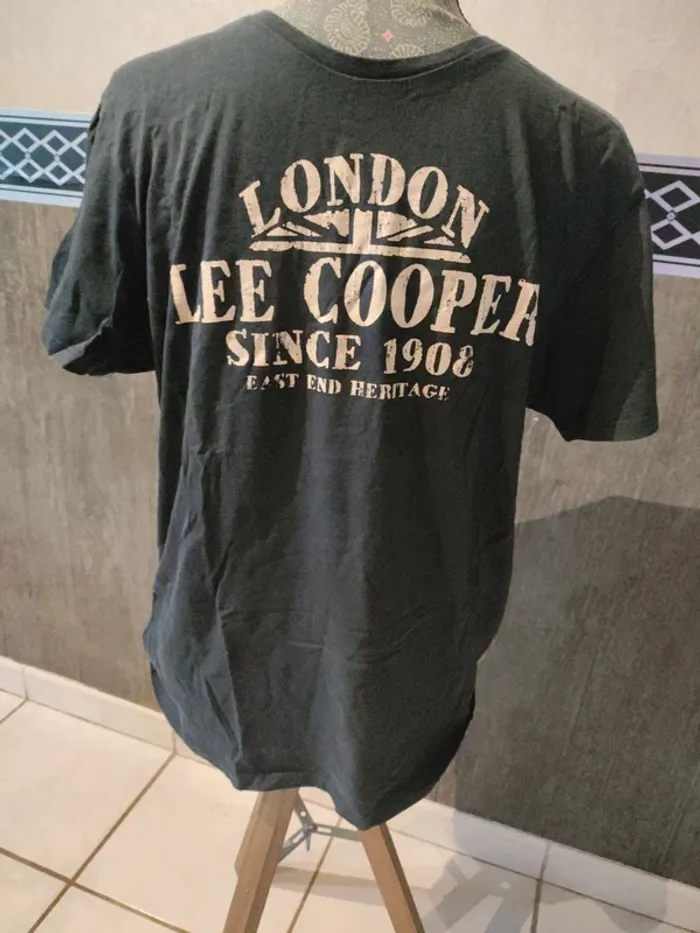 LONDON
LEE COOPER
SINCE 1908
EAST END HERITAGE